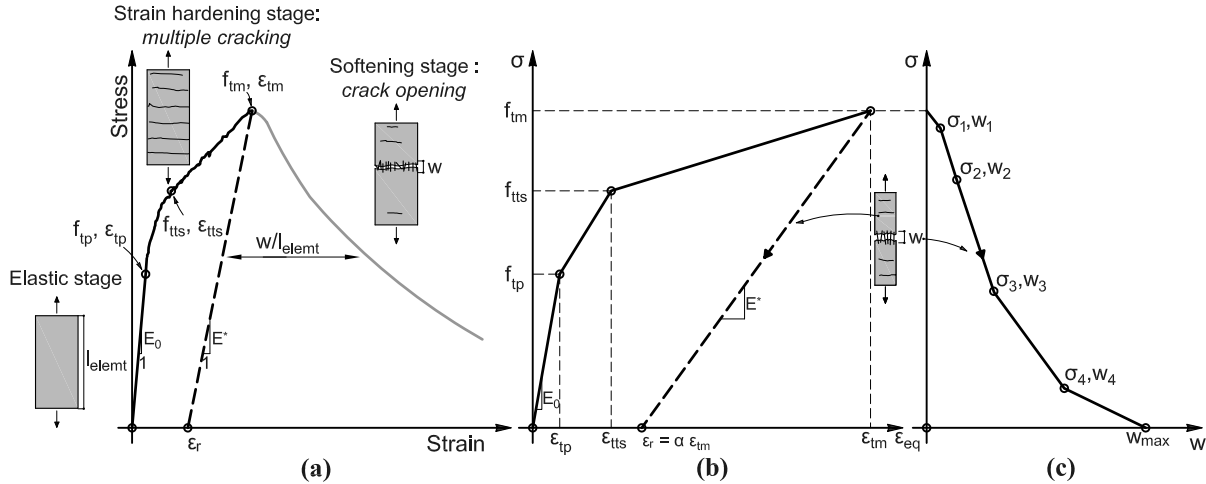 Strain hardening stage:
multiple cracking
Stress
f_tm, ε_tm
Softening stage :
crack opening
w
f_tts, ε_tts
f_tp, ε_tp
w/l_elemt
Elastic stage
l_elemt
E_0
1
E*
1
ε_r
Strain
(a)
σ
f_tm
f_tts
f_tp
E_0
E*
w
ε_tp
ε_tts
ε_r = α ε_tm
ε_tm
ε_eq
(b)
σ
σ_1,w_1
σ_2,w_2
σ_3,w_3
σ_4,w_4
w_max
w
(c)